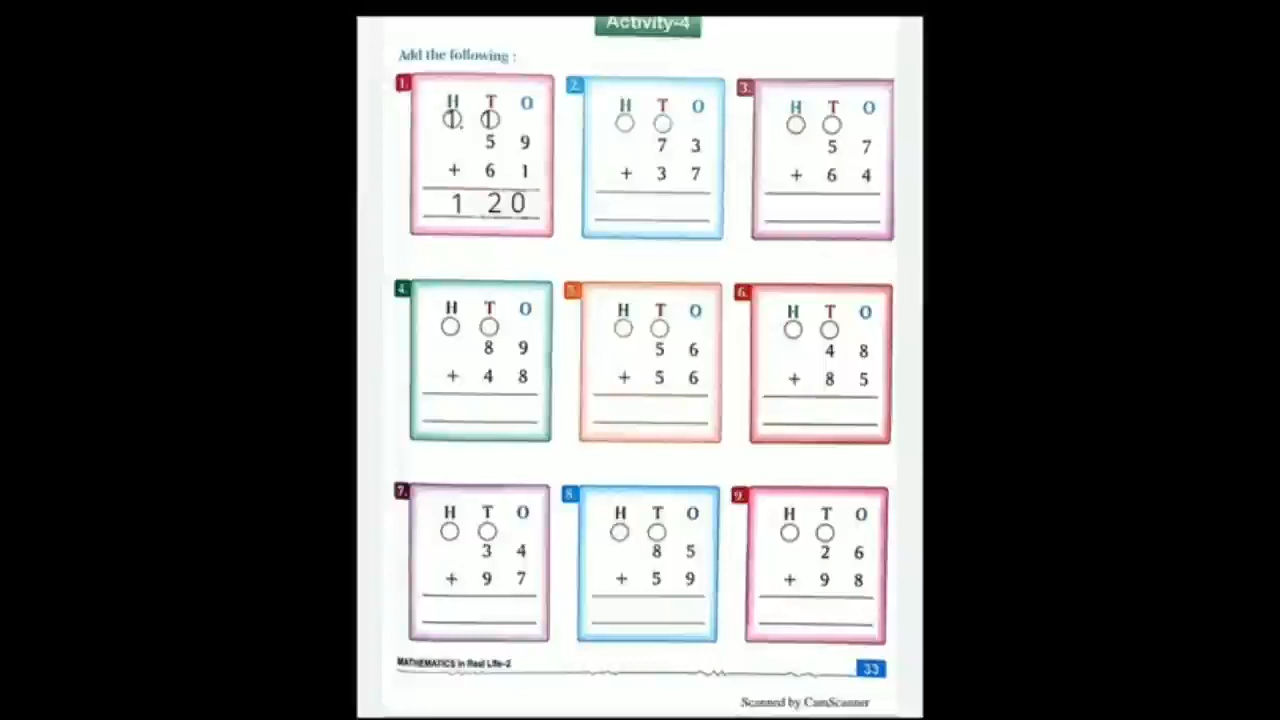 Activity-4
Add the following :
1.
H T O
1. 1
5 9
+ 6 1
1 2 0
2.
H T O
7 3
+ 3 7
3.
H T O
5 7
+ 6 4
4.
H T O
8 9
+ 4 8
5.
H T O
5 6
+ 5 6
6.
H T O
4 8
+ 8 5
7.
H T O
3 4
+ 9 7
8.
H T O
8 5
+ 5 9
9.
H T O
2 6
+ 9 8
MATHEMATICS in Real Life-2
33
Scanned by CamScanner